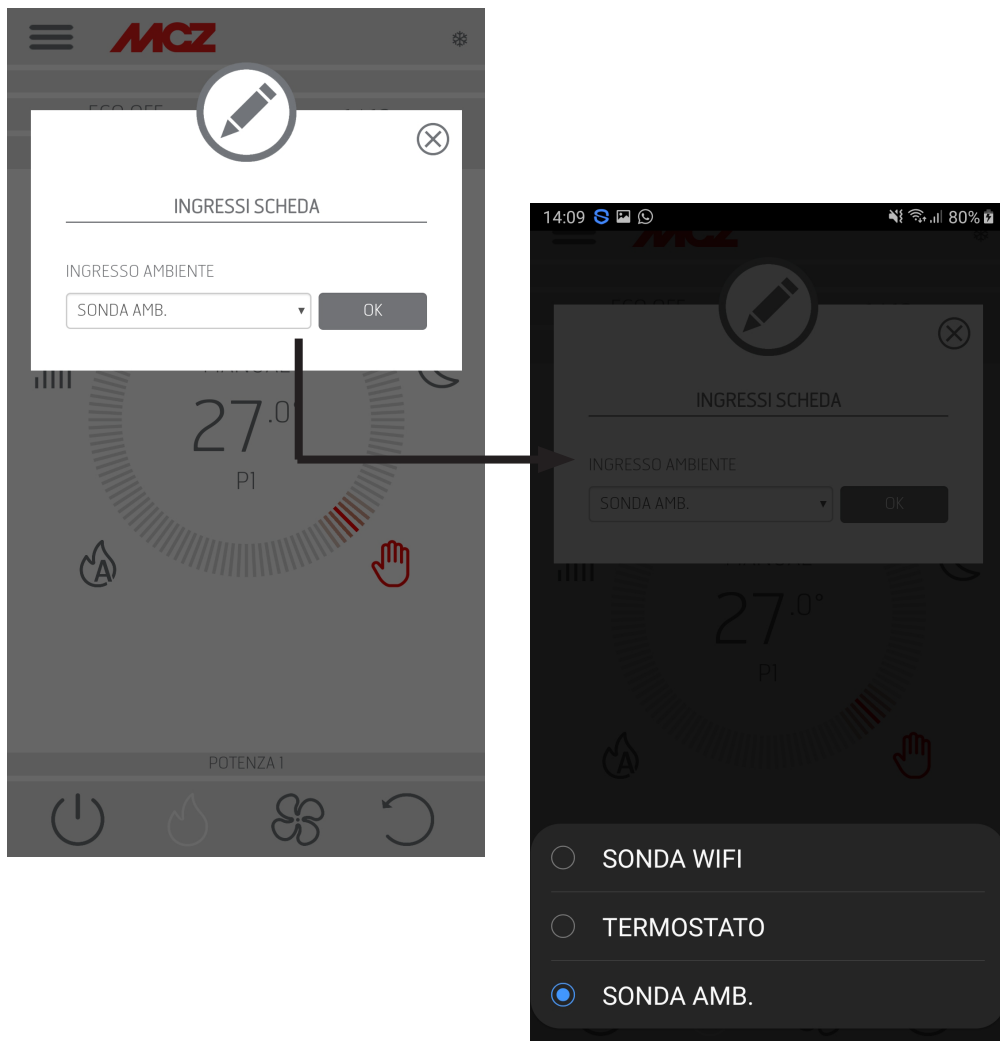 MCZ
INGRESSI SCHEDA
INGRESSO AMBIENTE
SONDA AMB.
OK
27.0°
P1
A
POTENZA 1
14:09
80%
MCZ
INGRESSI SCHEDA
INGRESSO AMBIENTE
SONDA AMB.
OK
27.0°
P1
A
SONDA WIFI
TERMOSTATO
SONDA AMB.